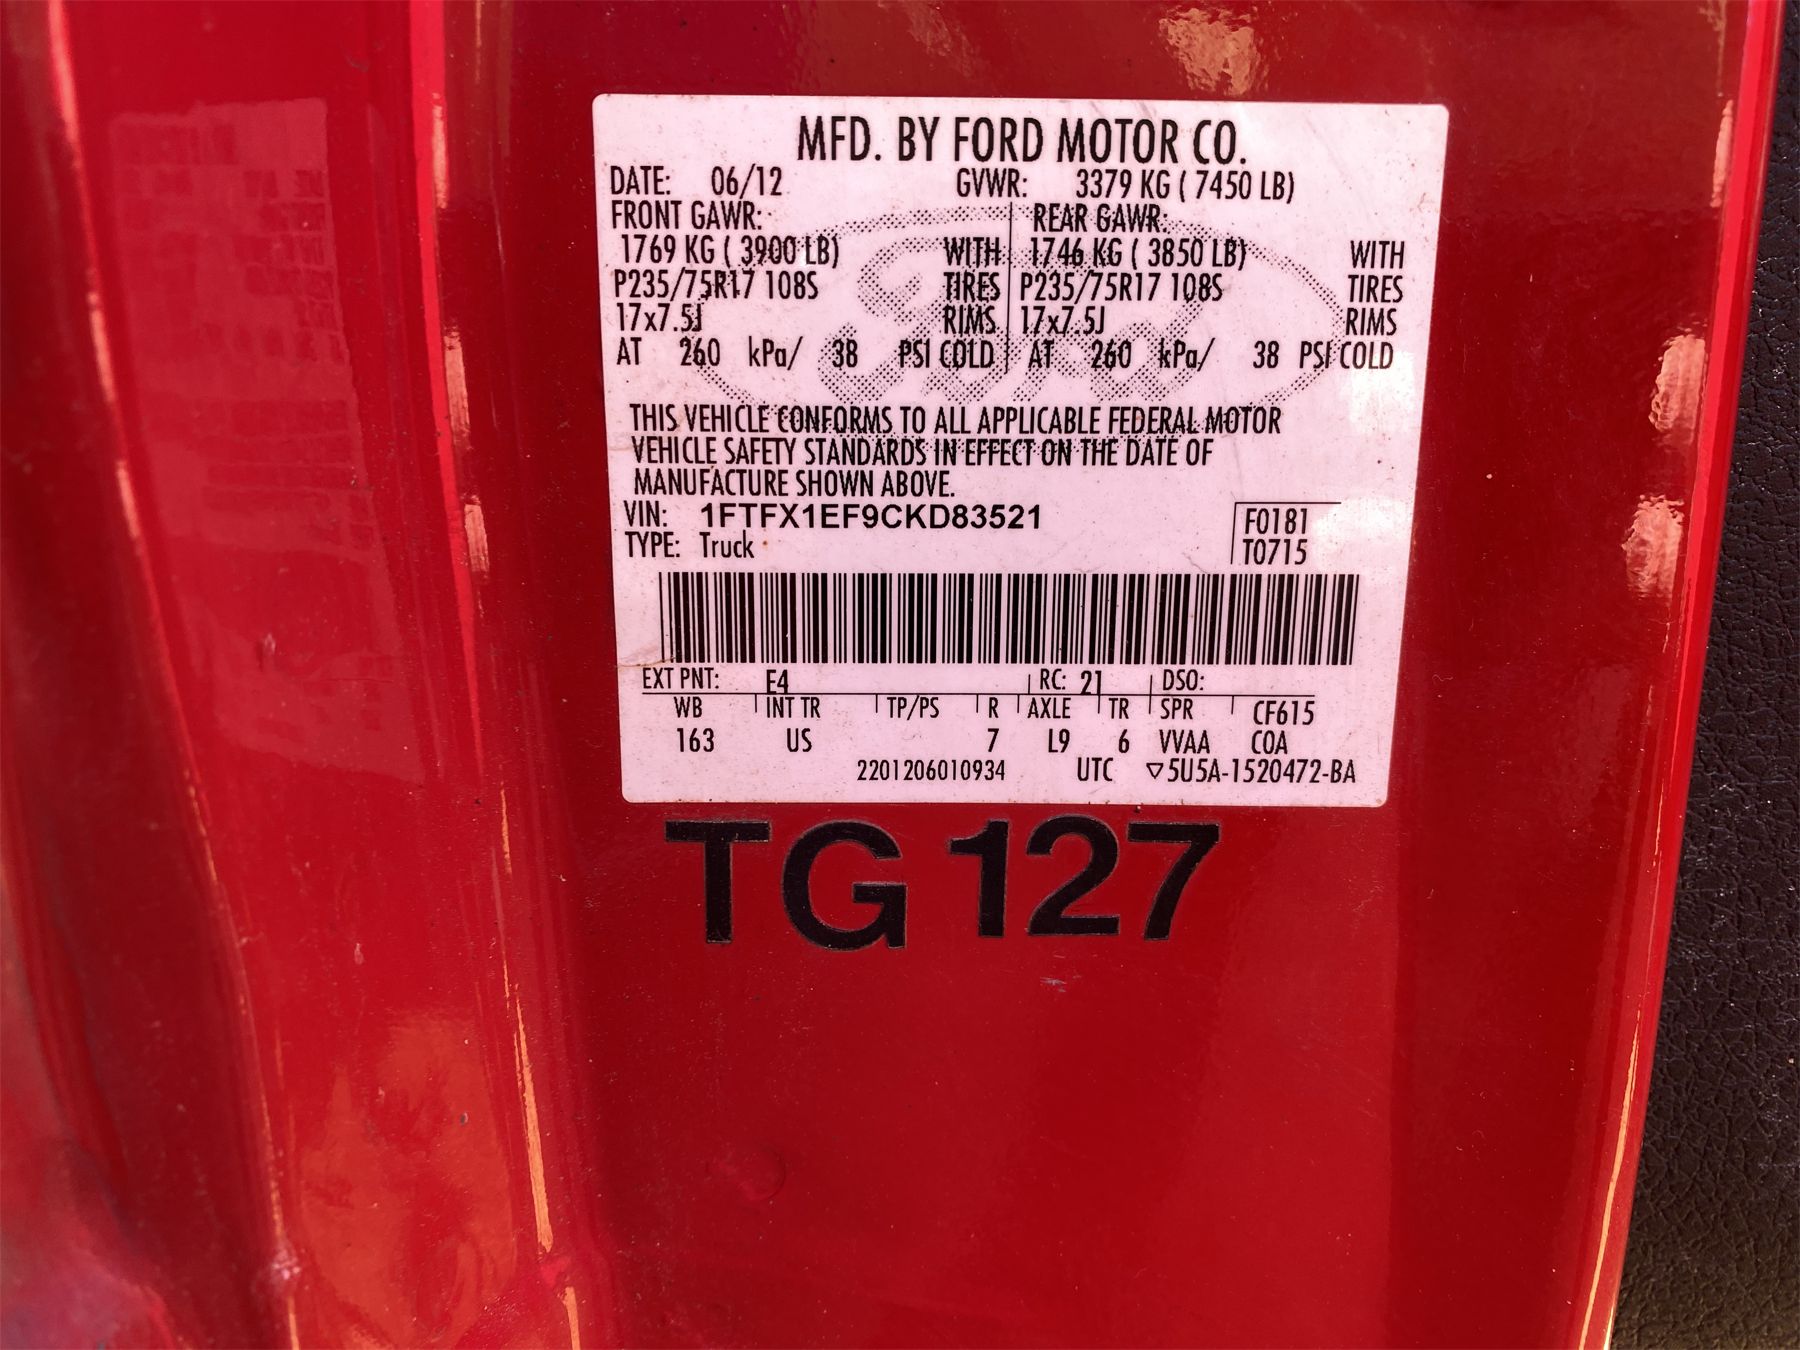 MFD. BY FORD MOTOR CO.
DATE: 06/12 GVWR: 3379 KG ( 7450 LB)
FRONT GAWR: REAR GAWR:
1769 KG ( 3900 LB) WITH 1746 KG ( 3850 LB) WITH
P235/75R17 108S TIRES P235/75R17 108S TIRES
17x7.5J RIMS 17x7.5J RIMS
AT 260 kPa/ 38 PSI COLD AT 260 kPa/ 38 PSI COLD
Ford
THIS VEHICLE CONFORMS TO ALL APPLICABLE FEDERAL MOTOR
VEHICLE SAFETY STANDARDS IN EFFECT ON THE DATE OF
MANUFACTURE SHOWN ABOVE.
VIN: 1FTFX1EF9CKD83521 F0181
TYPE: Truck T0715
EXT PNT: E4 RC: 21 DSO:
WB INT TR TP/PS R AXLE TR SPR CF615
163 US 7 L9 6 VVAA COA
2201206010934 UTC ▽5U5A-1520472-BA
TG 127